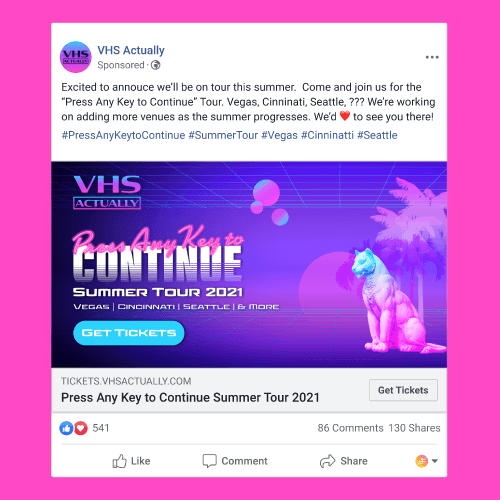 VHS
ACTUALLY
VHS Actually
Sponsored ·
Excited to annouce we'll be on tour this summer. Come and join us for the
"Press Any Key to Continue" Tour. Vegas, Cinninati, Seattle, ??? We're working
on adding more venues as the summer progresses. We'd ❤️ to see you there!
#PressAnyKeytoContinue #SummerTour #Vegas #Cinninatti #Seattle
VHS
ACTUALLY
Press Any Key to
CONTINUE
SUMMER TOUR 2021
VEGAS | CINCINNATI | SEATTLE | & MORE
GET TICKETS
TICKETS.VHSACTUALLY.COM
Press Any Key to Continue Summer Tour 2021
Get Tickets
541
86 Comments 130 Shares
Like
Comment
Share